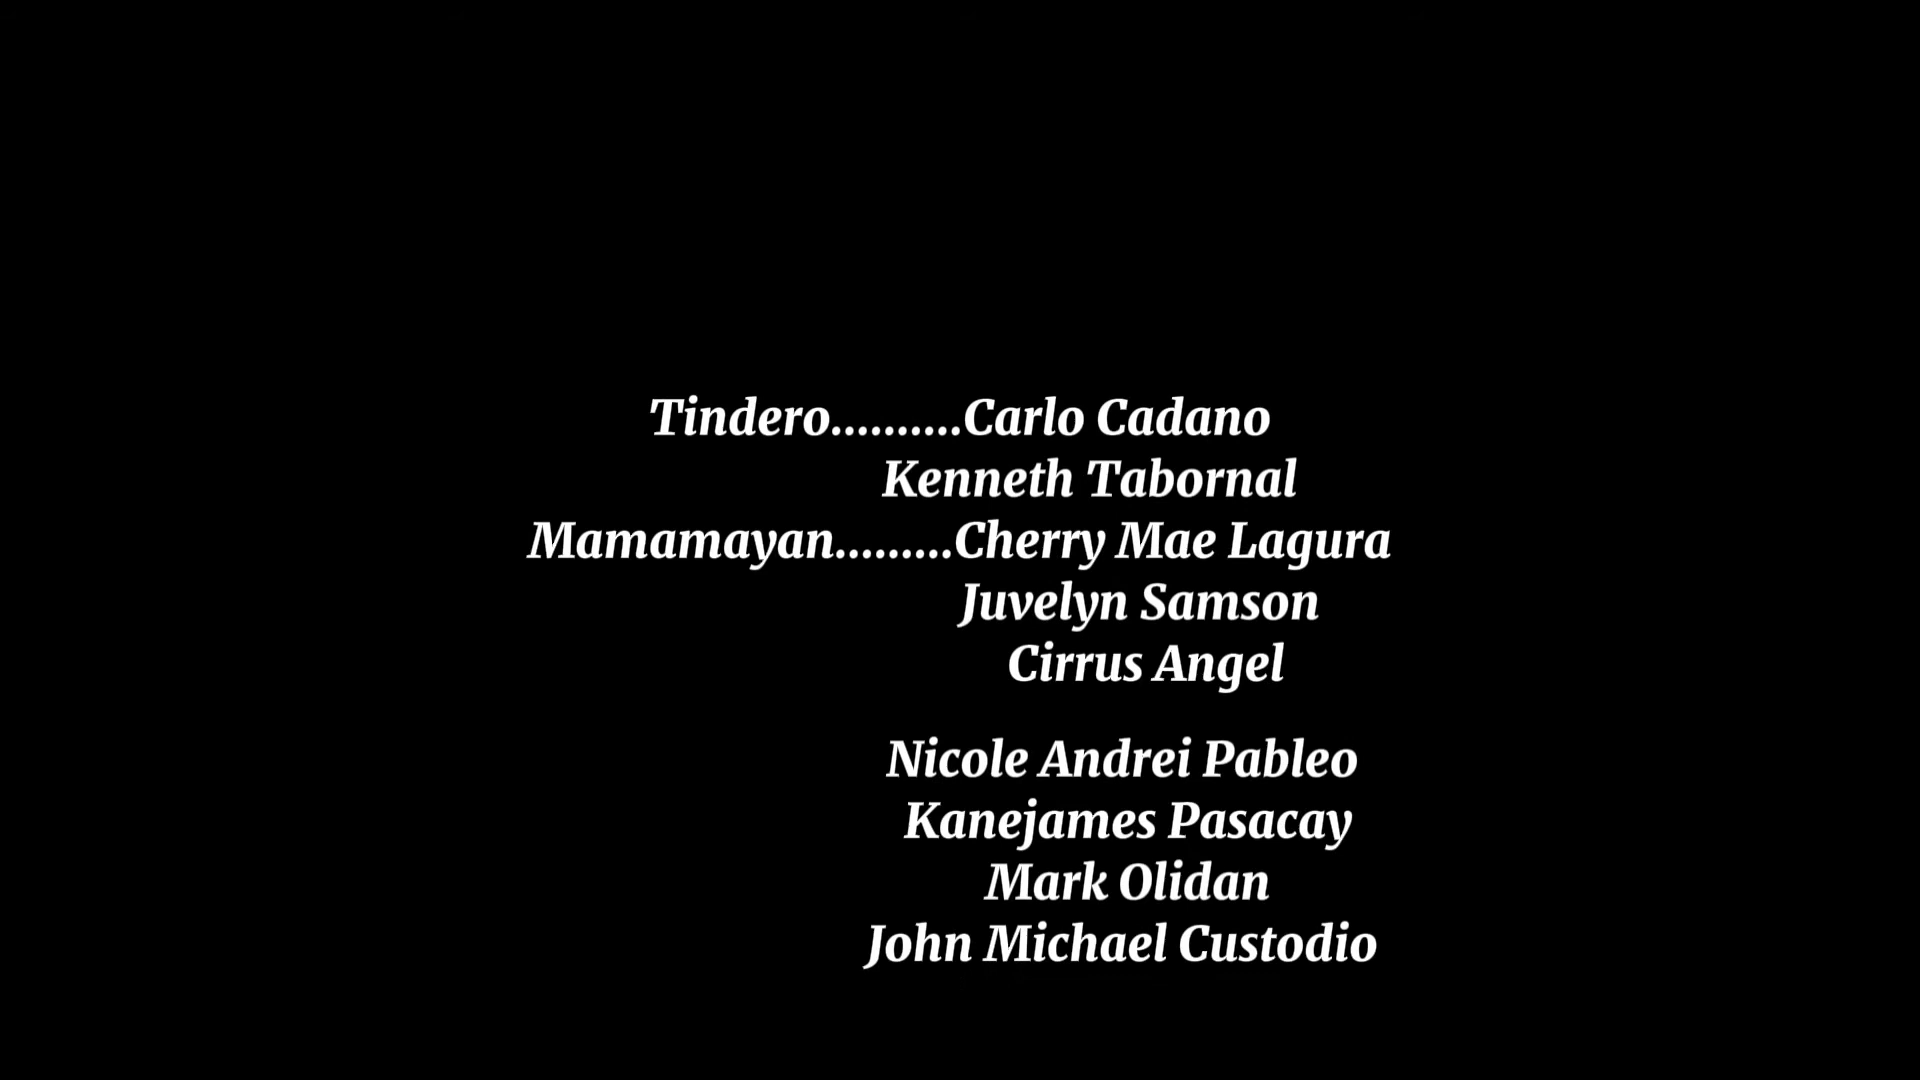 Tindero..........Carlo Cadano
Kenneth Tabornal
Mamamayan.........Cherry Mae Lagura
Juvelyn Samson
Cirrus Angel
Nicole Andrei Pableo
Kanejames Pasacay
Mark Olidan
John Michael Custodio